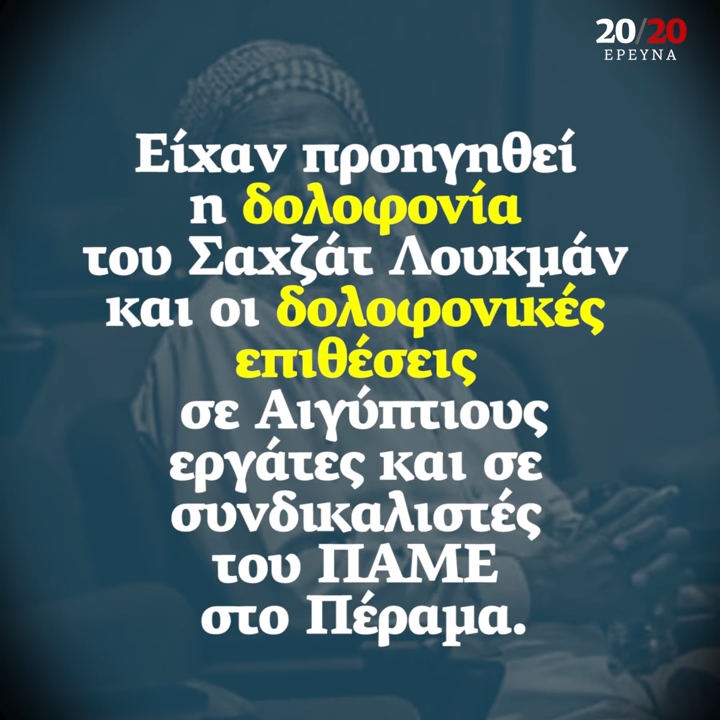 20/20
ΕΡΕΥΝΑ
Είχαν προηγηθεί
η δολοφονία
του Σαχζάτ Λουκμάν
και οι δολοφονικές
επιθέσεις
σε Αιγύπτιους
εργάτες και σε
συνδικαλιστές
του ΠΑΜΕ
στο Πέραμα.